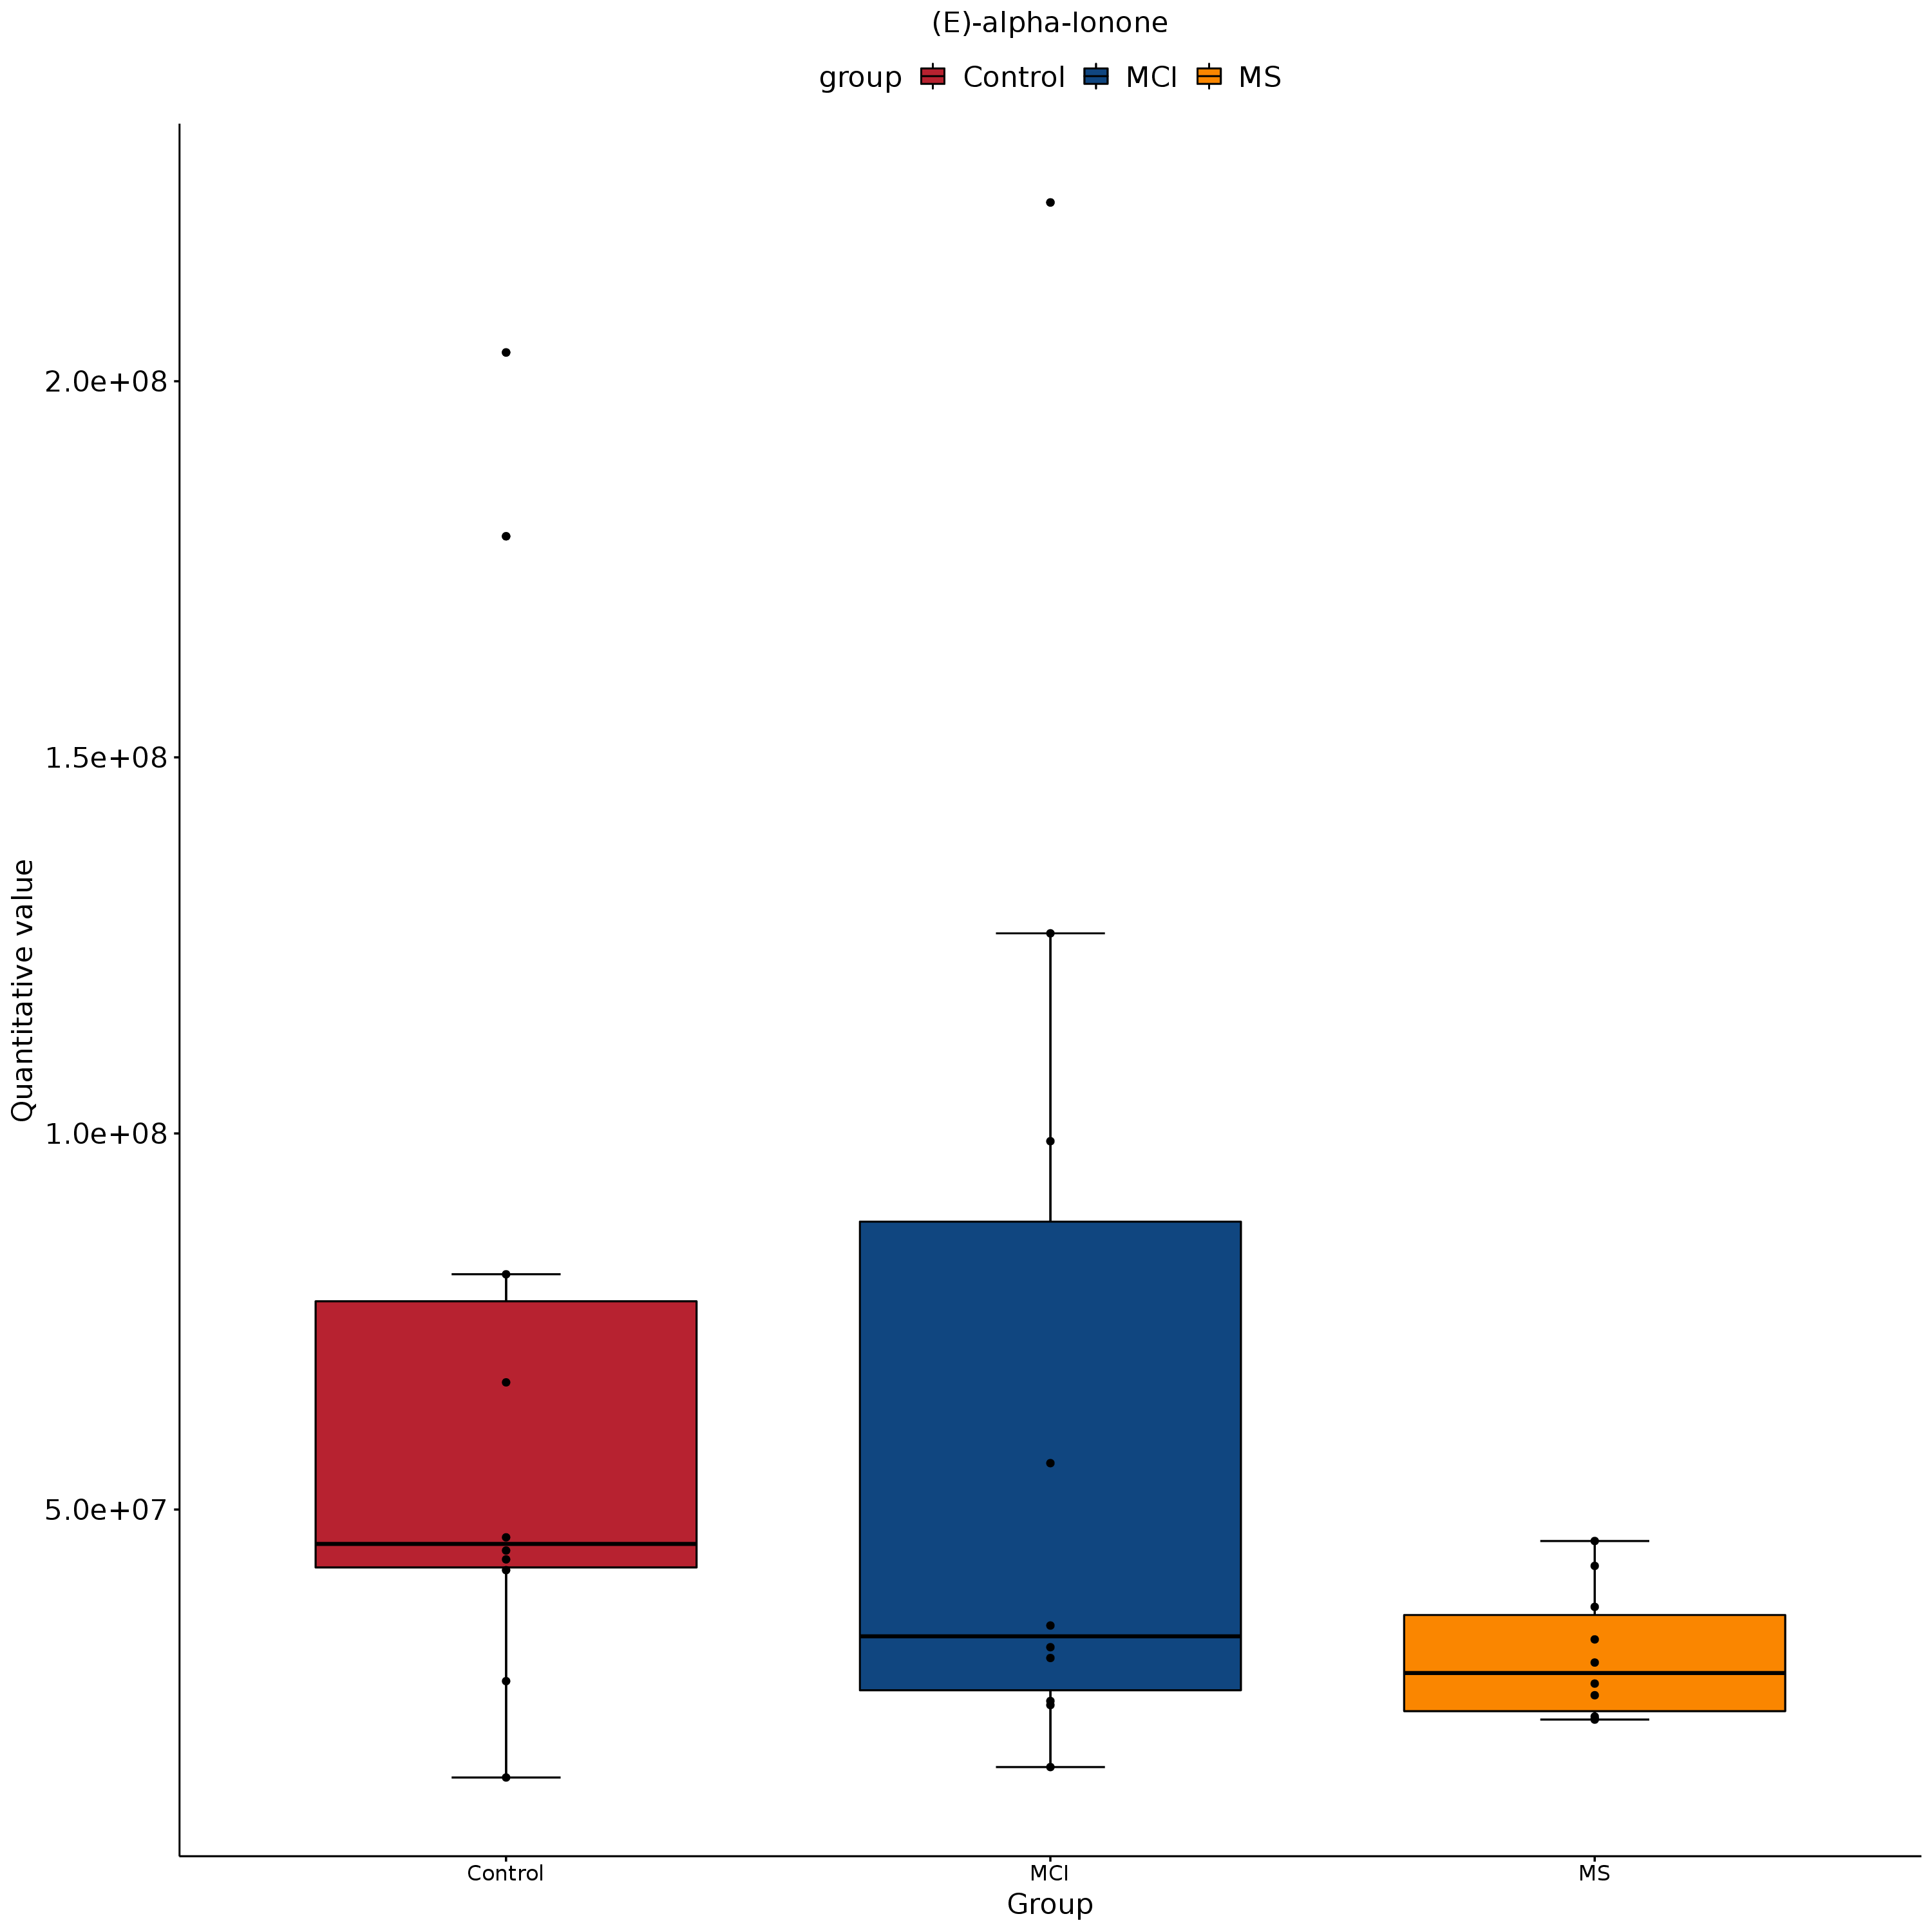 (E)-alpha-Ionone
group Control MCI MS
2.0e+08
1.5e+08
1.0e+08
5.0e+07
Quantitative value
Control MCI MS
Group